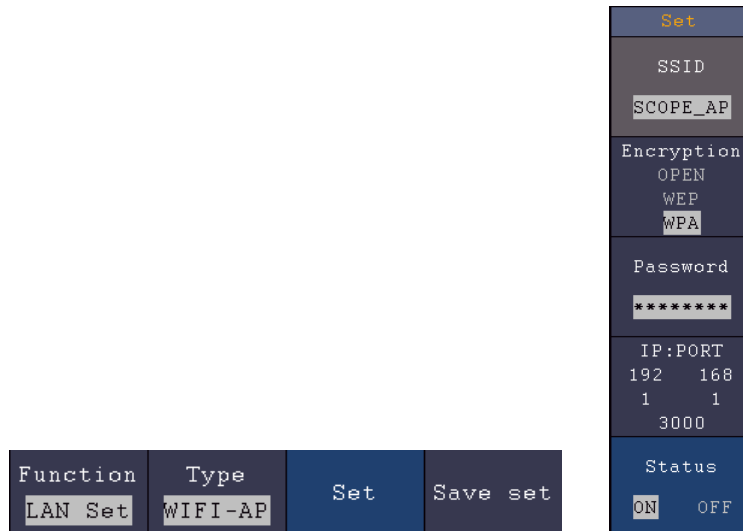 Set
SSID
SCOPE_AP
Encryption
OPEN
WEP
WPA
Password
********
IP:PORT
192 168
1 1
3000
Status
ON OFF
Function Type Set Save set
LAN Set WIFI-AP